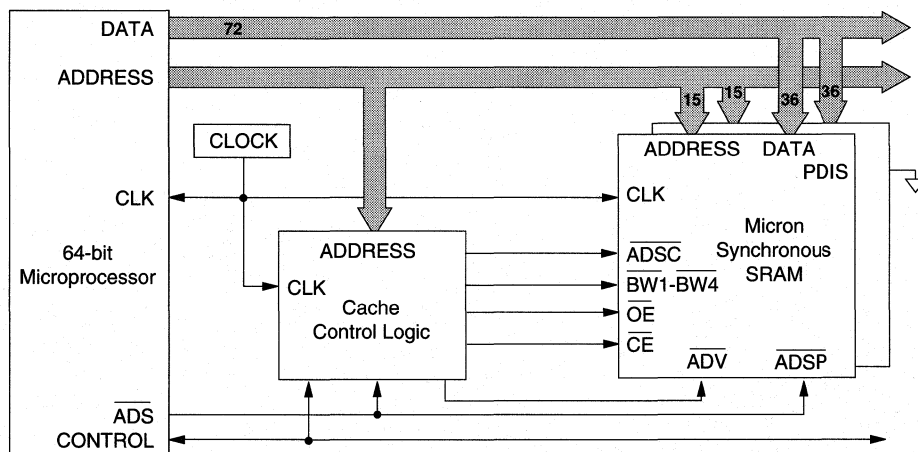 DATA
72
ADDRESS
15
15
36
36
CLOCK
ADDRESS
DATA
PDIS
CLK
CLK
Micron
Synchronous
SRAM
64-bit
Microprocessor
ADDRESS
CLK
Cache
Control Logic
ADSC
BW1-BW4
OE
CE
ADV
ADSP
ADS
CONTROL